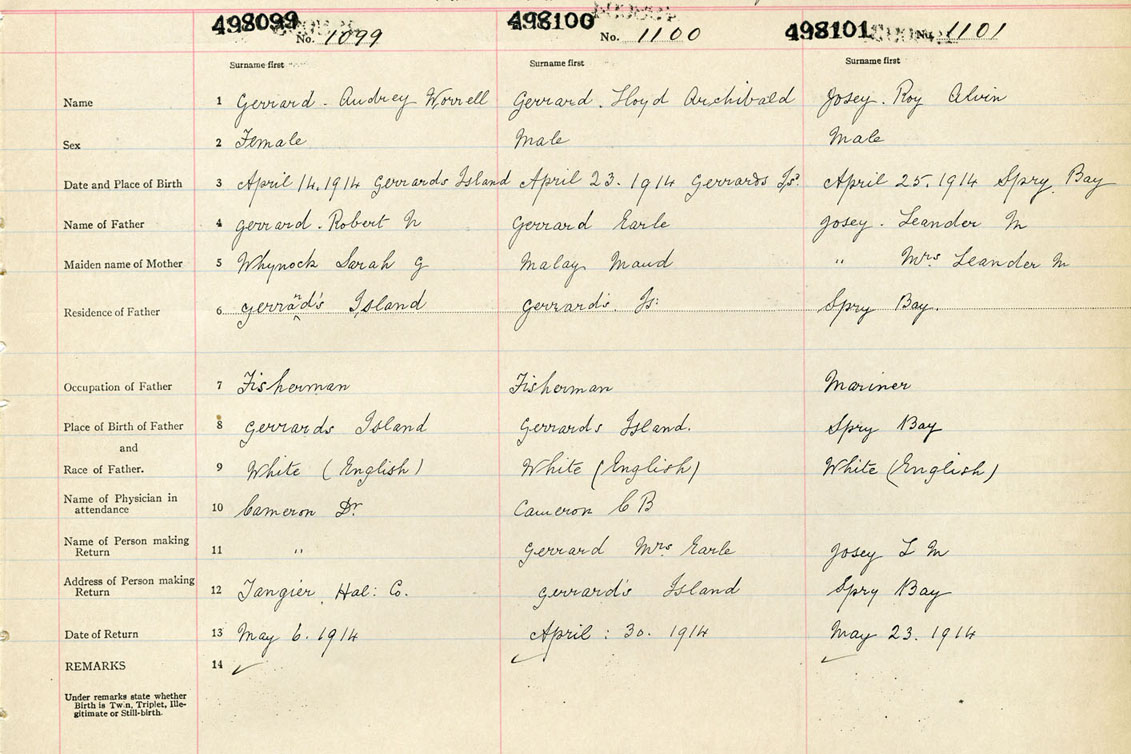 498099 498100 498101
No. 1099 No. 1100 No. 1101
Surname first Surname first Surname first
Name 1 Gerrard. Audrey Worrell Gerrard. Lloyd Archibald Josey. Roy Alvin
Sex 2 Female Male Male
Date and Place of Birth 3 April 14. 1914 Gerrards Island April 23. 1914 Gerrards Is. April 25. 1914 Spry Bay
Name of Father 4 Gerrard. Robert N Gerrard Earle Josey. Leander M
Maiden name of Mother 5 Whynock Sarah G Malay Maud " Mrs Leander M
Residence of Father 6 Gerrard's Island Gerrard's. Is: Spry Bay.
Occupation of Father 7 Fisherman Fisherman Mariner
Place of Birth of Father 8 Gerrards Island Gerrards Island. Spry Bay
and
Race of Father. 9 White (English) White (English) White (English)
Name of Physician in
attendance 10 Cameron Dr. Cameron C B
Name of Person making
Return 11 " Gerrard Mrs Earle Josey L M
Address of Person making
Return 12 Tangier Hal: Co. Gerrard's Island Spry Bay
Date of Return 13 May 6. 1914 April: 30. 1914 May 23. 1914
REMARKS 14
Under remarks state whether
Birth is Twin, Triplet, Ille-
gitimate or Still-birth.